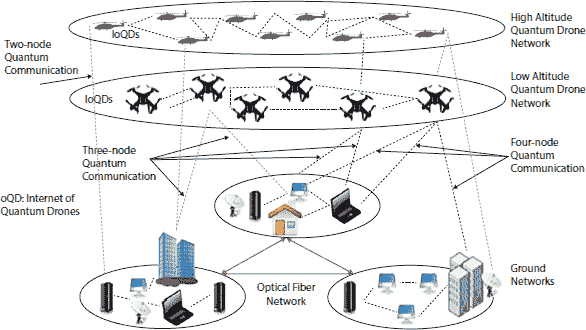 High Altitude
Quantum Drone
Network
IoQDs
Two-node
Quantum
Communication
Low Altitude
Quantum Drone
Network
IoQDs
Three-node
Quantum
Communication
Four-node
Quantum
Communication
oQD: Internet of
Quantum Drones
Optical Fiber
Network
Ground
Networks